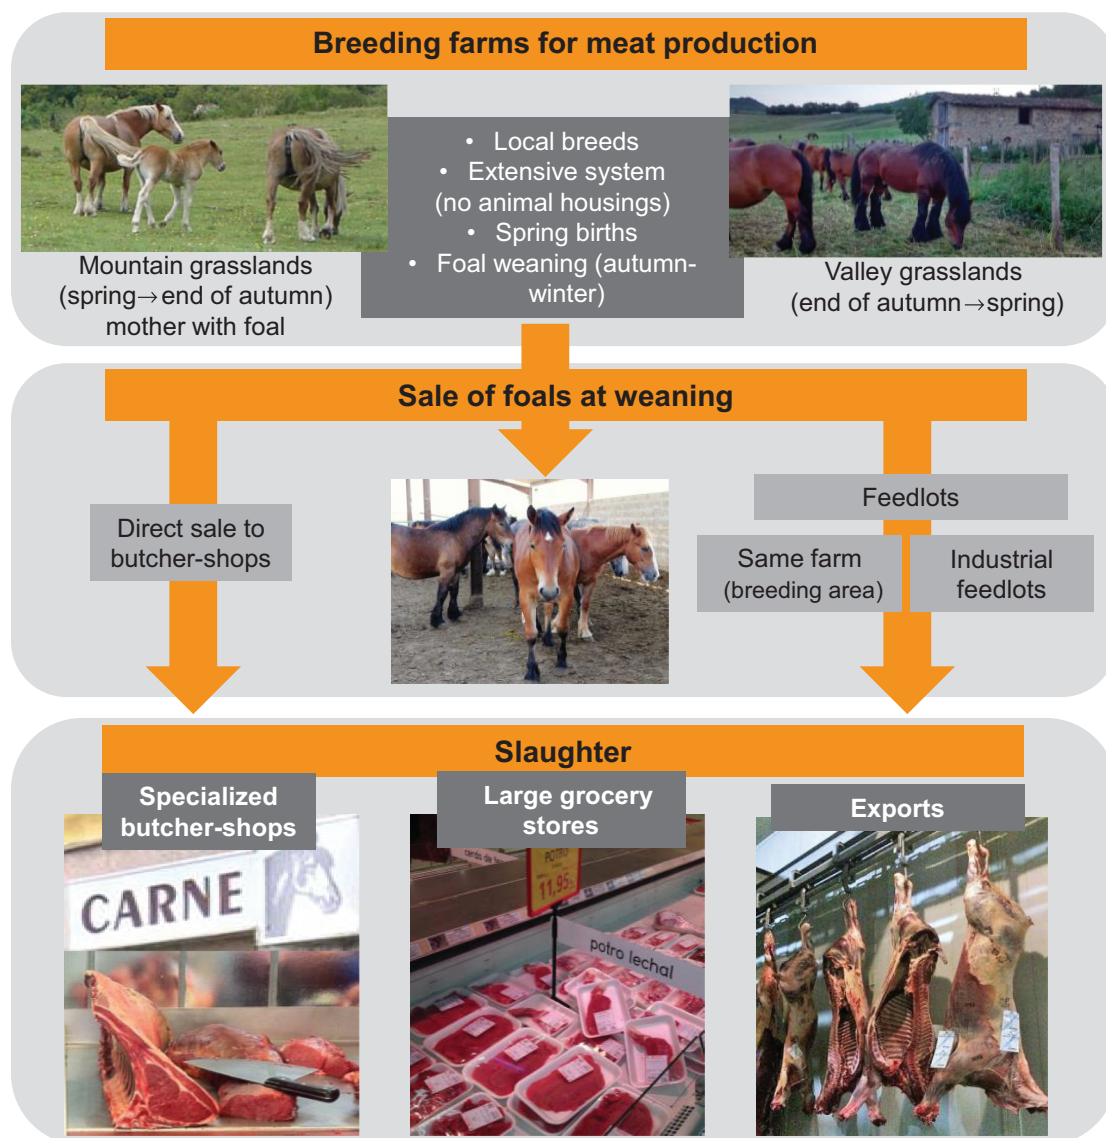 Breeding farms for meat production
• Local breeds
• Extensive system
(no animal housings)
• Spring births
• Foal weaning (autumn-
winter)
Mountain grasslands
(spring→end of autumn)
mother with foal
Valley grasslands
(end of autumn→spring)
Sale of foals at weaning
Direct sale to
butcher-shops
Feedlots
Same farm
(breeding area)
Industrial
feedlots
Slaughter
Specialized
butcher-shops
Large grocery
stores
Exports
CARNE
POTRO
11,95
potro lechal